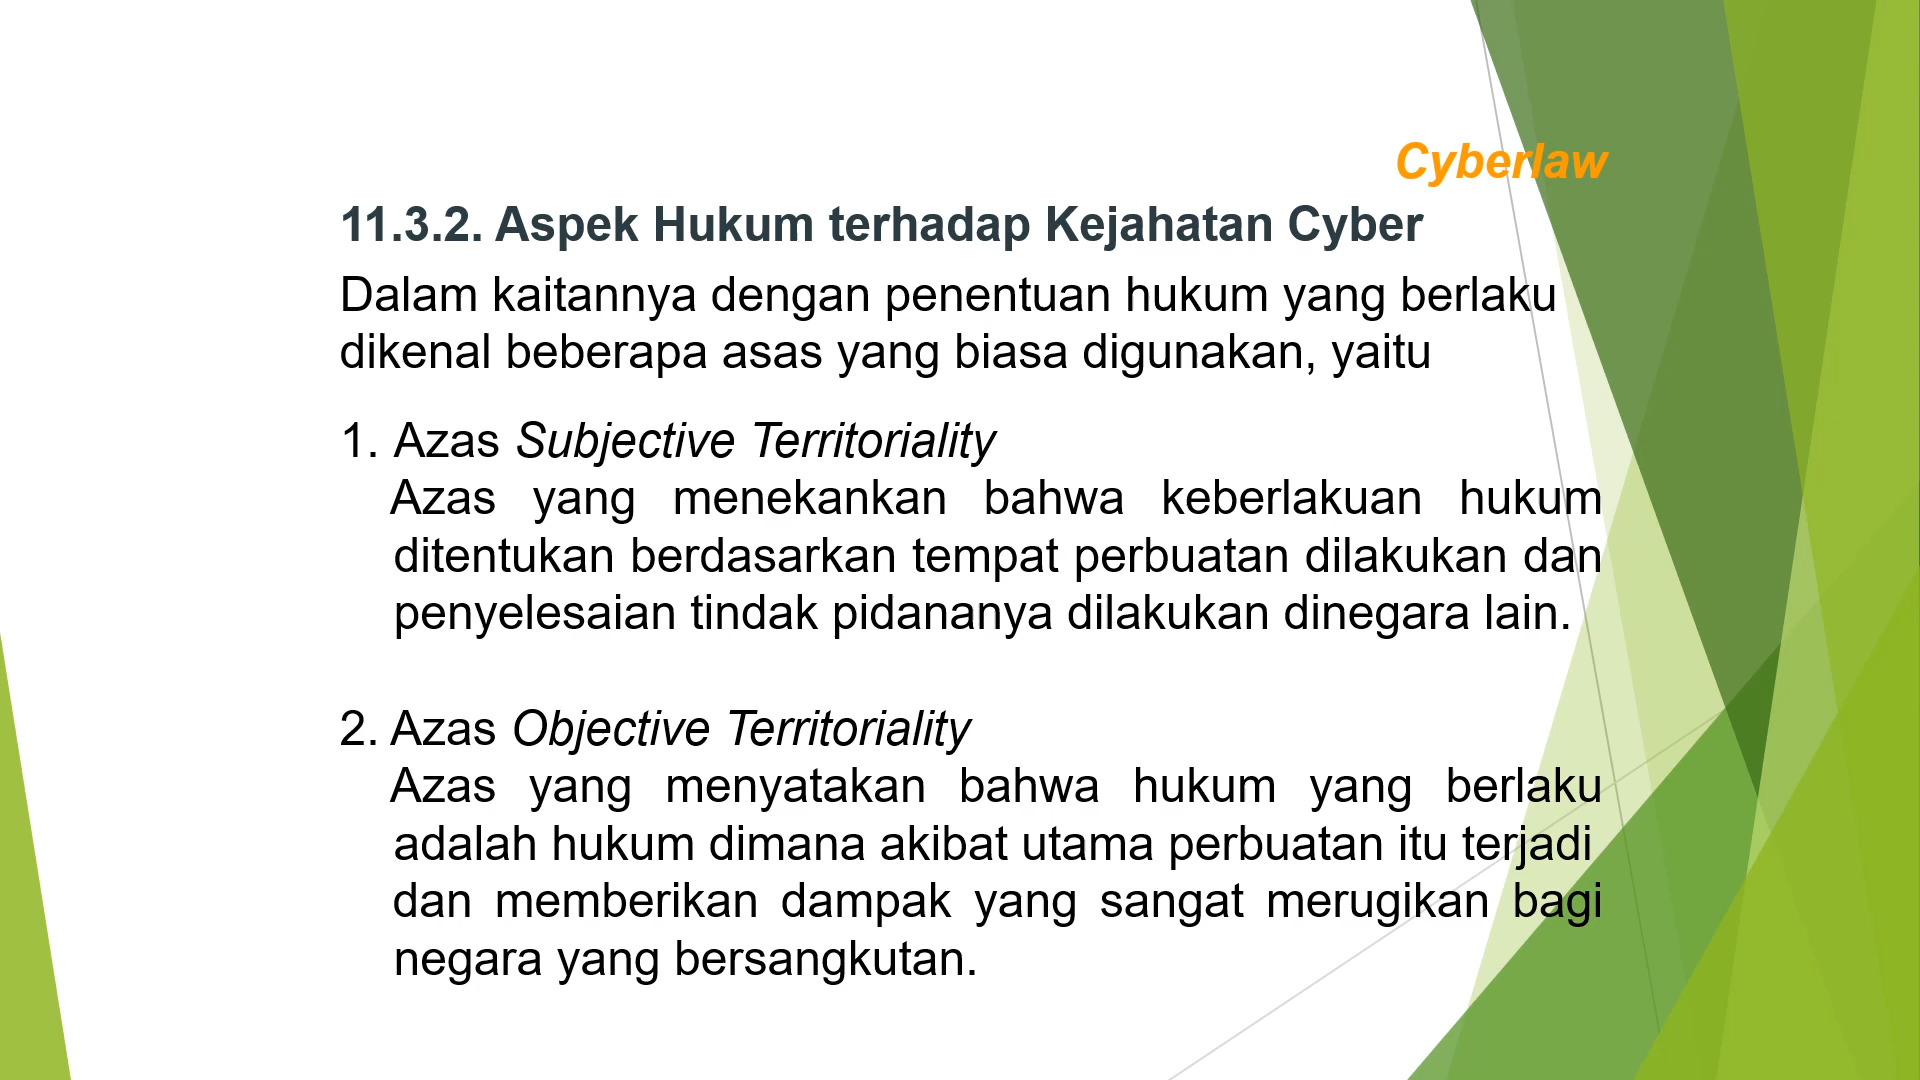 Cyberlaw
11.3.2. Aspek Hukum terhadap Kejahatan Cyber
Dalam kaitannya dengan penentuan hukum yang berlaku
dikenal beberapa asas yang biasa digunakan, yaitu
1. Azas Subjective Territoriality
Azas yang menekankan bahwa keberlakuan hukum
ditentukan berdasarkan tempat perbuatan dilakukan dan
penyelesaian tindak pidananya dilakukan dinegara lain.
2. Azas Objective Territoriality
Azas yang menyatakan bahwa hukum yang berlaku
adalah hukum dimana akibat utama perbuatan itu terjadi
dan memberikan dampak yang sangat merugikan bagi
negara yang bersangkutan.